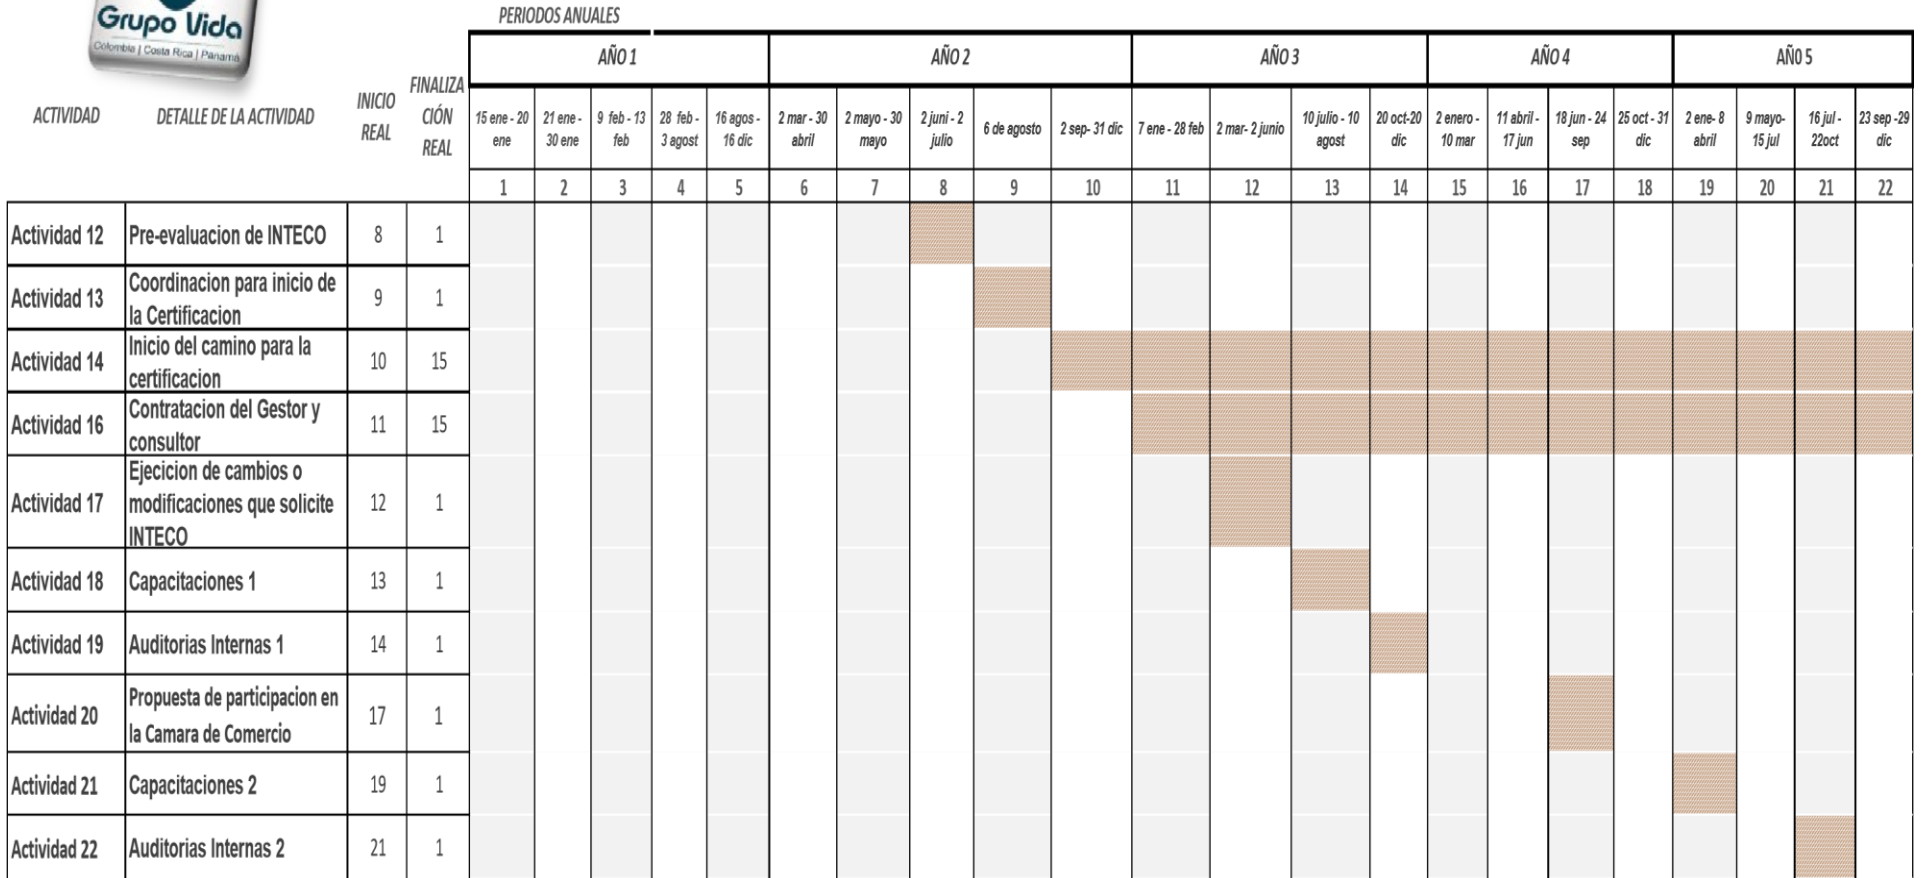 Grupo Vida
Colombia | Costa Rica | Panamá
PERIODOS ANUALES
AÑO 1 AÑO 2 AÑO 3 AÑO 4 AÑ0 5
ACTIVIDAD DETALLE DE LA ACTIVIDAD INICIO REAL FINALIZA CIÓN REAL
15 ene - 20 ene
21 ene - 30 ene
9 feb - 13 feb
28 feb - 3 agost
16 agos - 16 dic
2 mar - 30 abril
2 mayo - 30 mayo
2 juni - 2 julio
6 de agosto
2 sep- 31 dic
7 ene - 28 feb
2 mar- 2 junio
10 julio - 10 agost
20 oct-20 dic
2 enero - 10 mar
11 abril - 17 jun
18 jun - 24 sep
25 oct - 31 dic
2 ene- 8 abril
9 mayo- 15 jul
16 jul - 22oct
23 sep -29 dic
1 2 3 4 5 6 7 8 9 10 11 12 13 14 15 16 17 18 19 20 21 22
Actividad 12 Pre-evaluacion de INTECO 8 1
Actividad 13 Coordinacion para inicio de la Certificacion 9 1
Actividad 14 Inicio del camino para la certificacion 10 15
Actividad 16 Contratacion del Gestor y consultor 11 15
Actividad 17 Ejecicion de cambios o modificaciones que solicite INTECO 12 1
Actividad 18 Capacitaciones 1 13 1
Actividad 19 Auditorias Internas 1 14 1
Actividad 20 Propuesta de participacion en la Camara de Comercio 17 1
Actividad 21 Capacitaciones 2 19 1
Actividad 22 Auditorias Internas 2 21 1